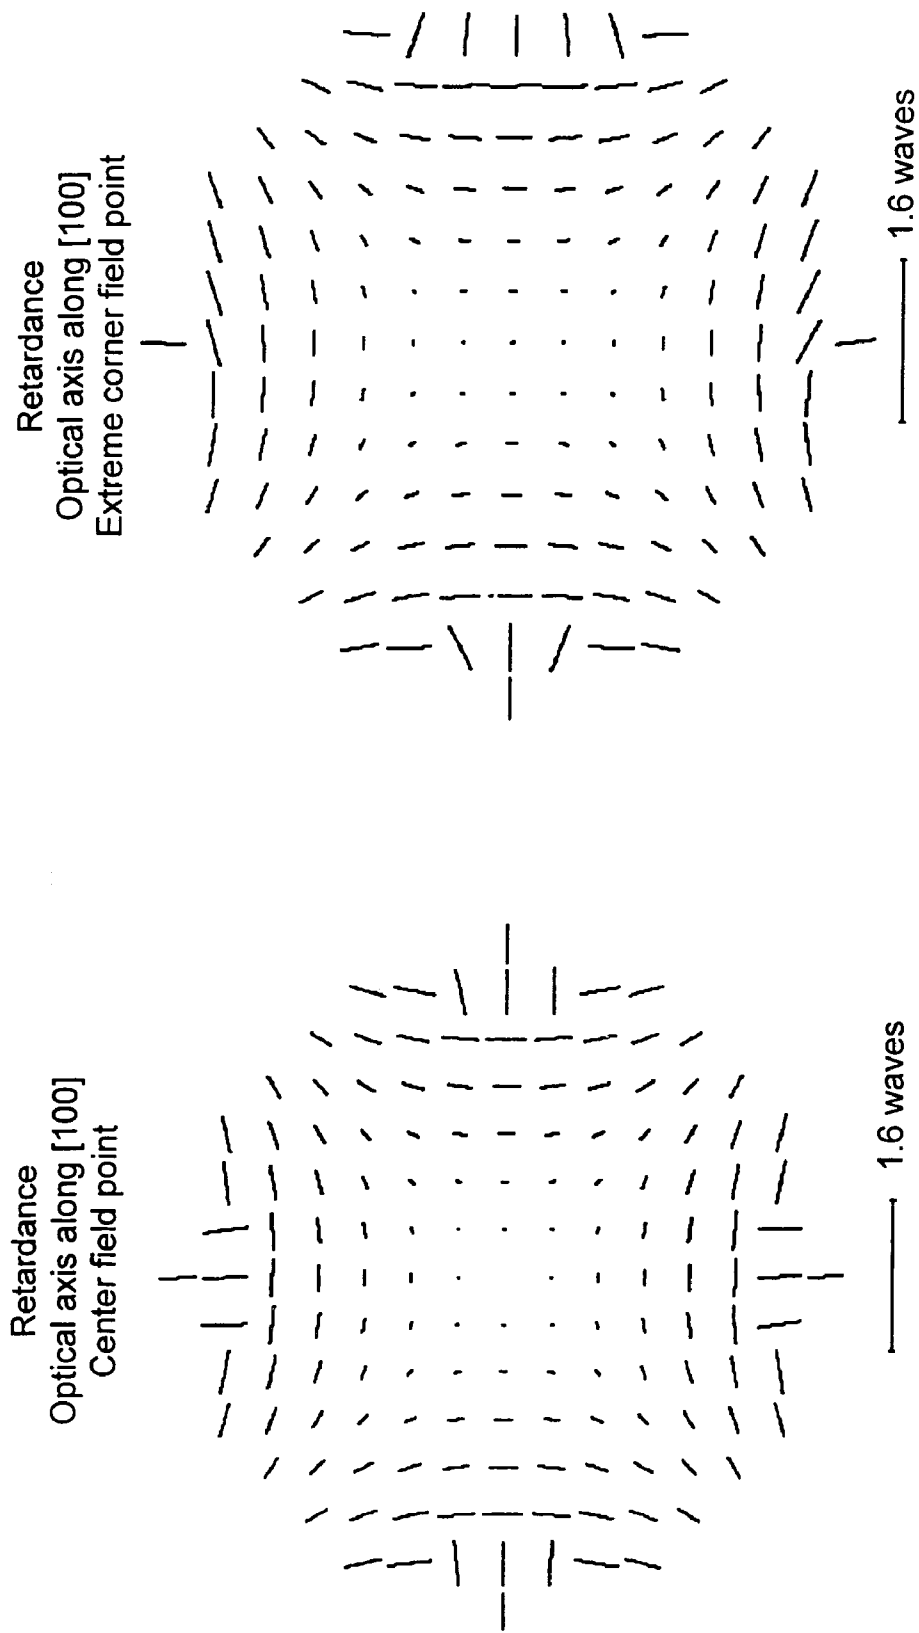 Retardance
Optical axis along [100]
Center field point
1.6 waves
Retardance
Optical axis along [100]
Extreme corner field point
1.6 waves